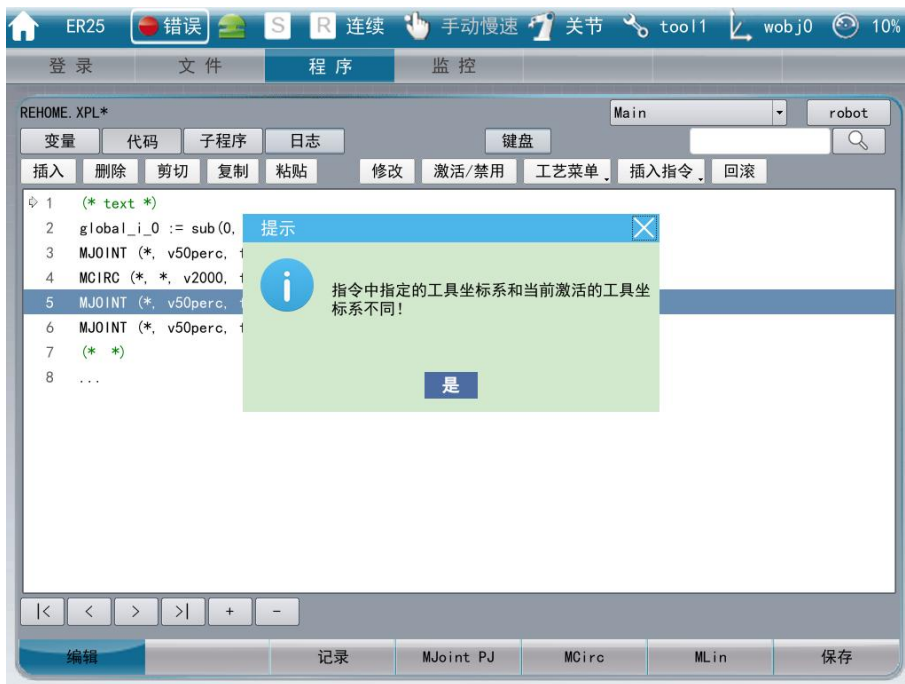 ER25 错误 S R 连续 手动慢速 关节 tool1 wobj0 10%
登录 文件 程序 监控
REHOME.XPL* Main robot
变量 代码 子程序 日志 键盘
插入 删除 剪切 复制 粘贴 修改 激活/禁用 工艺菜单 插入指令 回滚
1 (* text *)
2 global_i_0 := sub(0,
3 MJOINT (*, v50perc,
4 MCIRC (*, *, v2000,
5 MJOINT (*, v50perc,
6 MJOINT (*, v50perc,
7 (* *)
8 ...
提示
指令中指定的工具坐标系和当前激活的工具坐
标系不同!
是
|< < > >| + -
编辑 记录 MJoint PJ MCirc MLin 保存